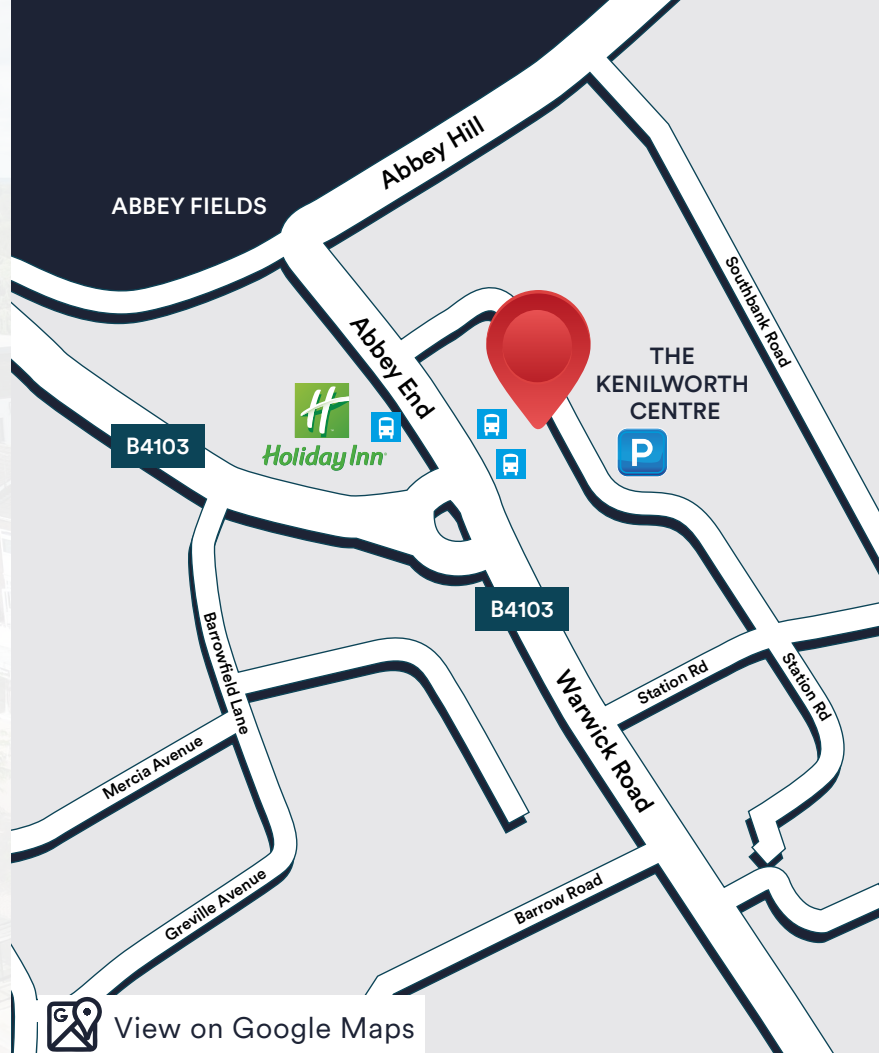 Abbey Hill
ABBEY FIELDS
Southbank Road
Abbey End
THE
KENILWORTH
CENTRE
H
Holiday Inn
P
B4103
B4103
Barrowfield Lane
Station Rd
Station Rd
Warwick Road
Mercia Avenue
Greville Avenue
Barrow Road
G
View on Google Maps